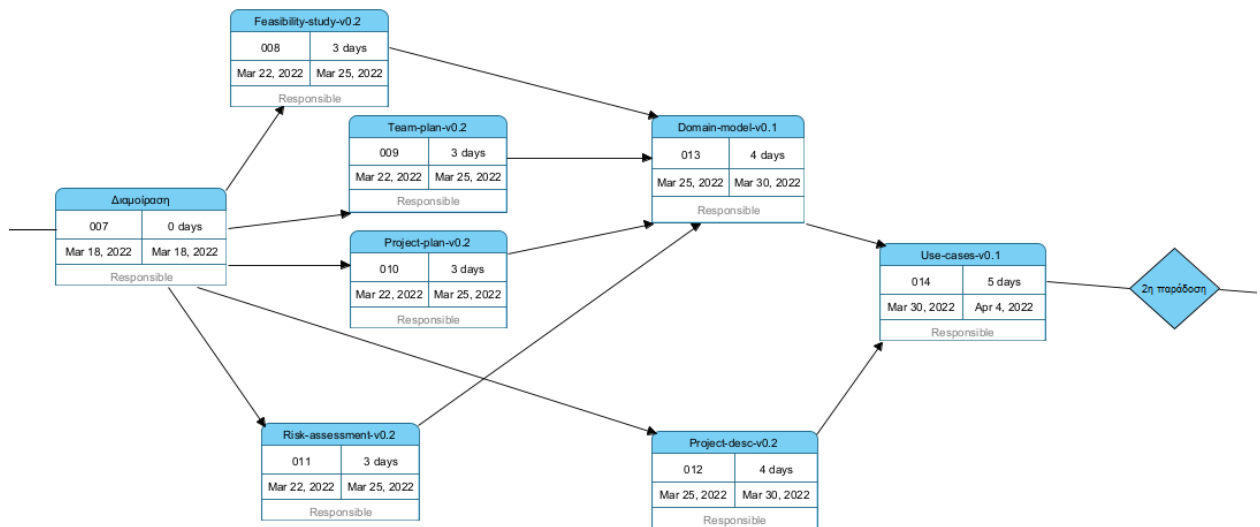 Feasibility-study-v0.2
008 3 days
Mar 22, 2022 Mar 25, 2022
Responsible
Team-plan-v0.2
009 3 days
Mar 22, 2022 Mar 25, 2022
Responsible
Domain-model-v0.1
013 4 days
Mar 25, 2022 Mar 30, 2022
Responsible
Διαμοίραση
007 0 days
Mar 18, 2022 Mar 18, 2022
Responsible
Project-plan-v0.2
010 3 days
Mar 22, 2022 Mar 25, 2022
Responsible
Use-cases-v0.1
014 5 days
Mar 30, 2022 Apr 4, 2022
Responsible
2η παράδοση
Risk-assessment-v0.2
011 3 days
Mar 22, 2022 Mar 25, 2022
Responsible
Project-desc-v0.2
012 4 days
Mar 25, 2022 Mar 30, 2022
Responsible